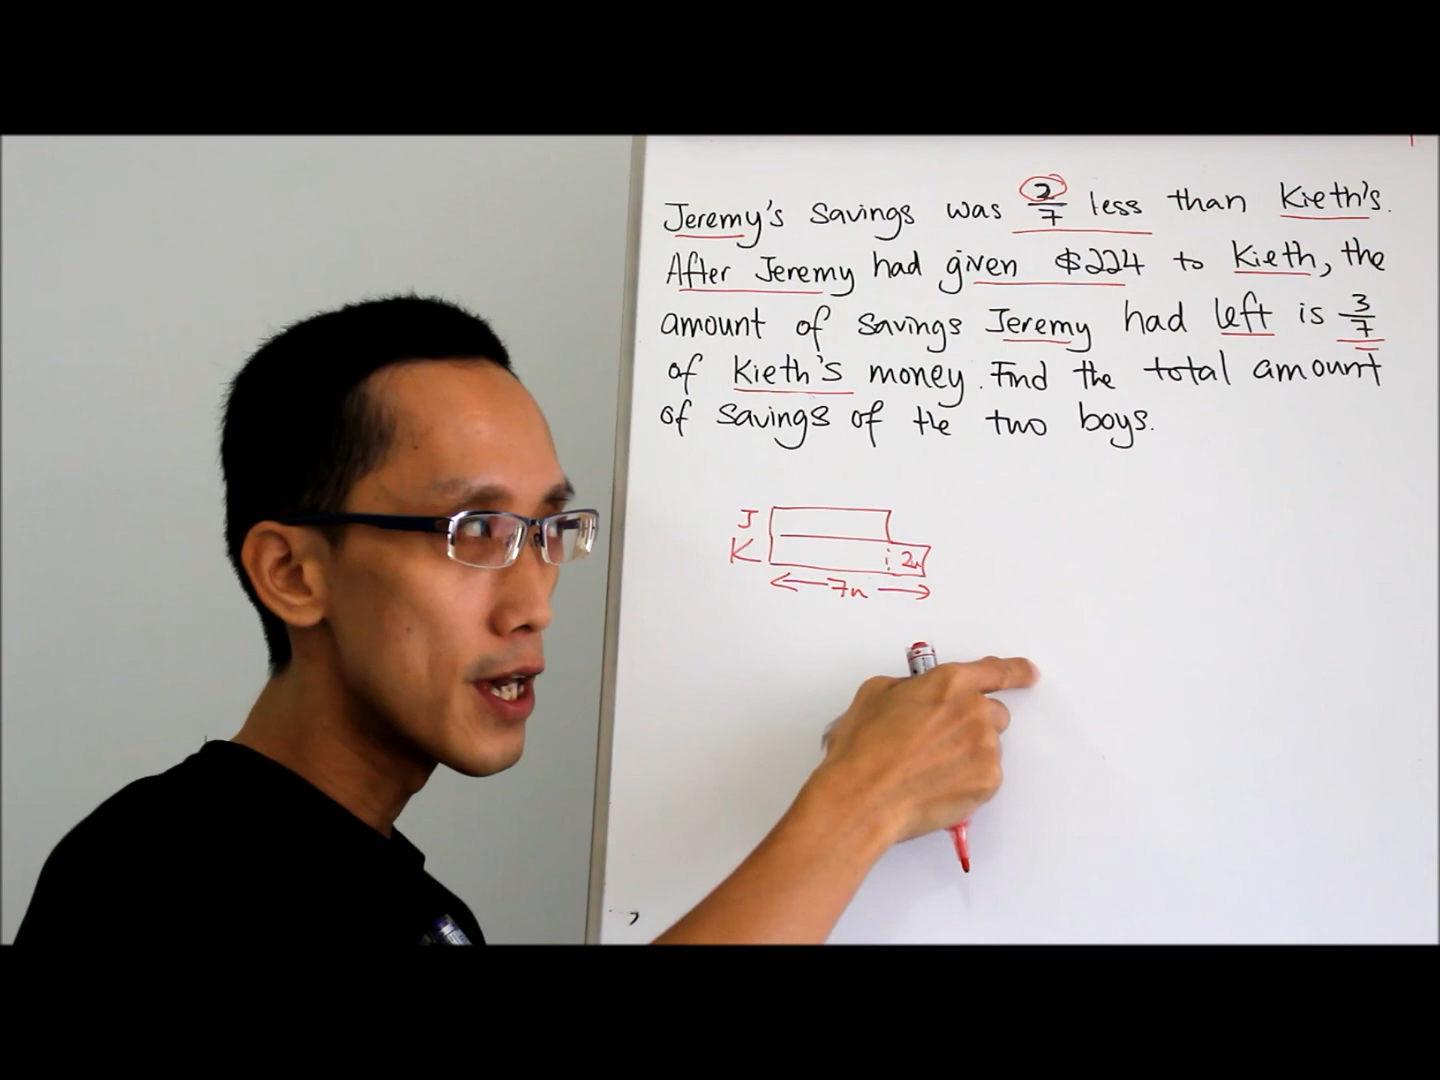 Jeremy's savings was 2/7 less than Kieth's.
After Jeremy had given $224 to Kieth, the
amount of savings Jeremy had left is 3/7
of Kieth's money. Find the total amount
of savings of the two boys.
J
K 2u
7u